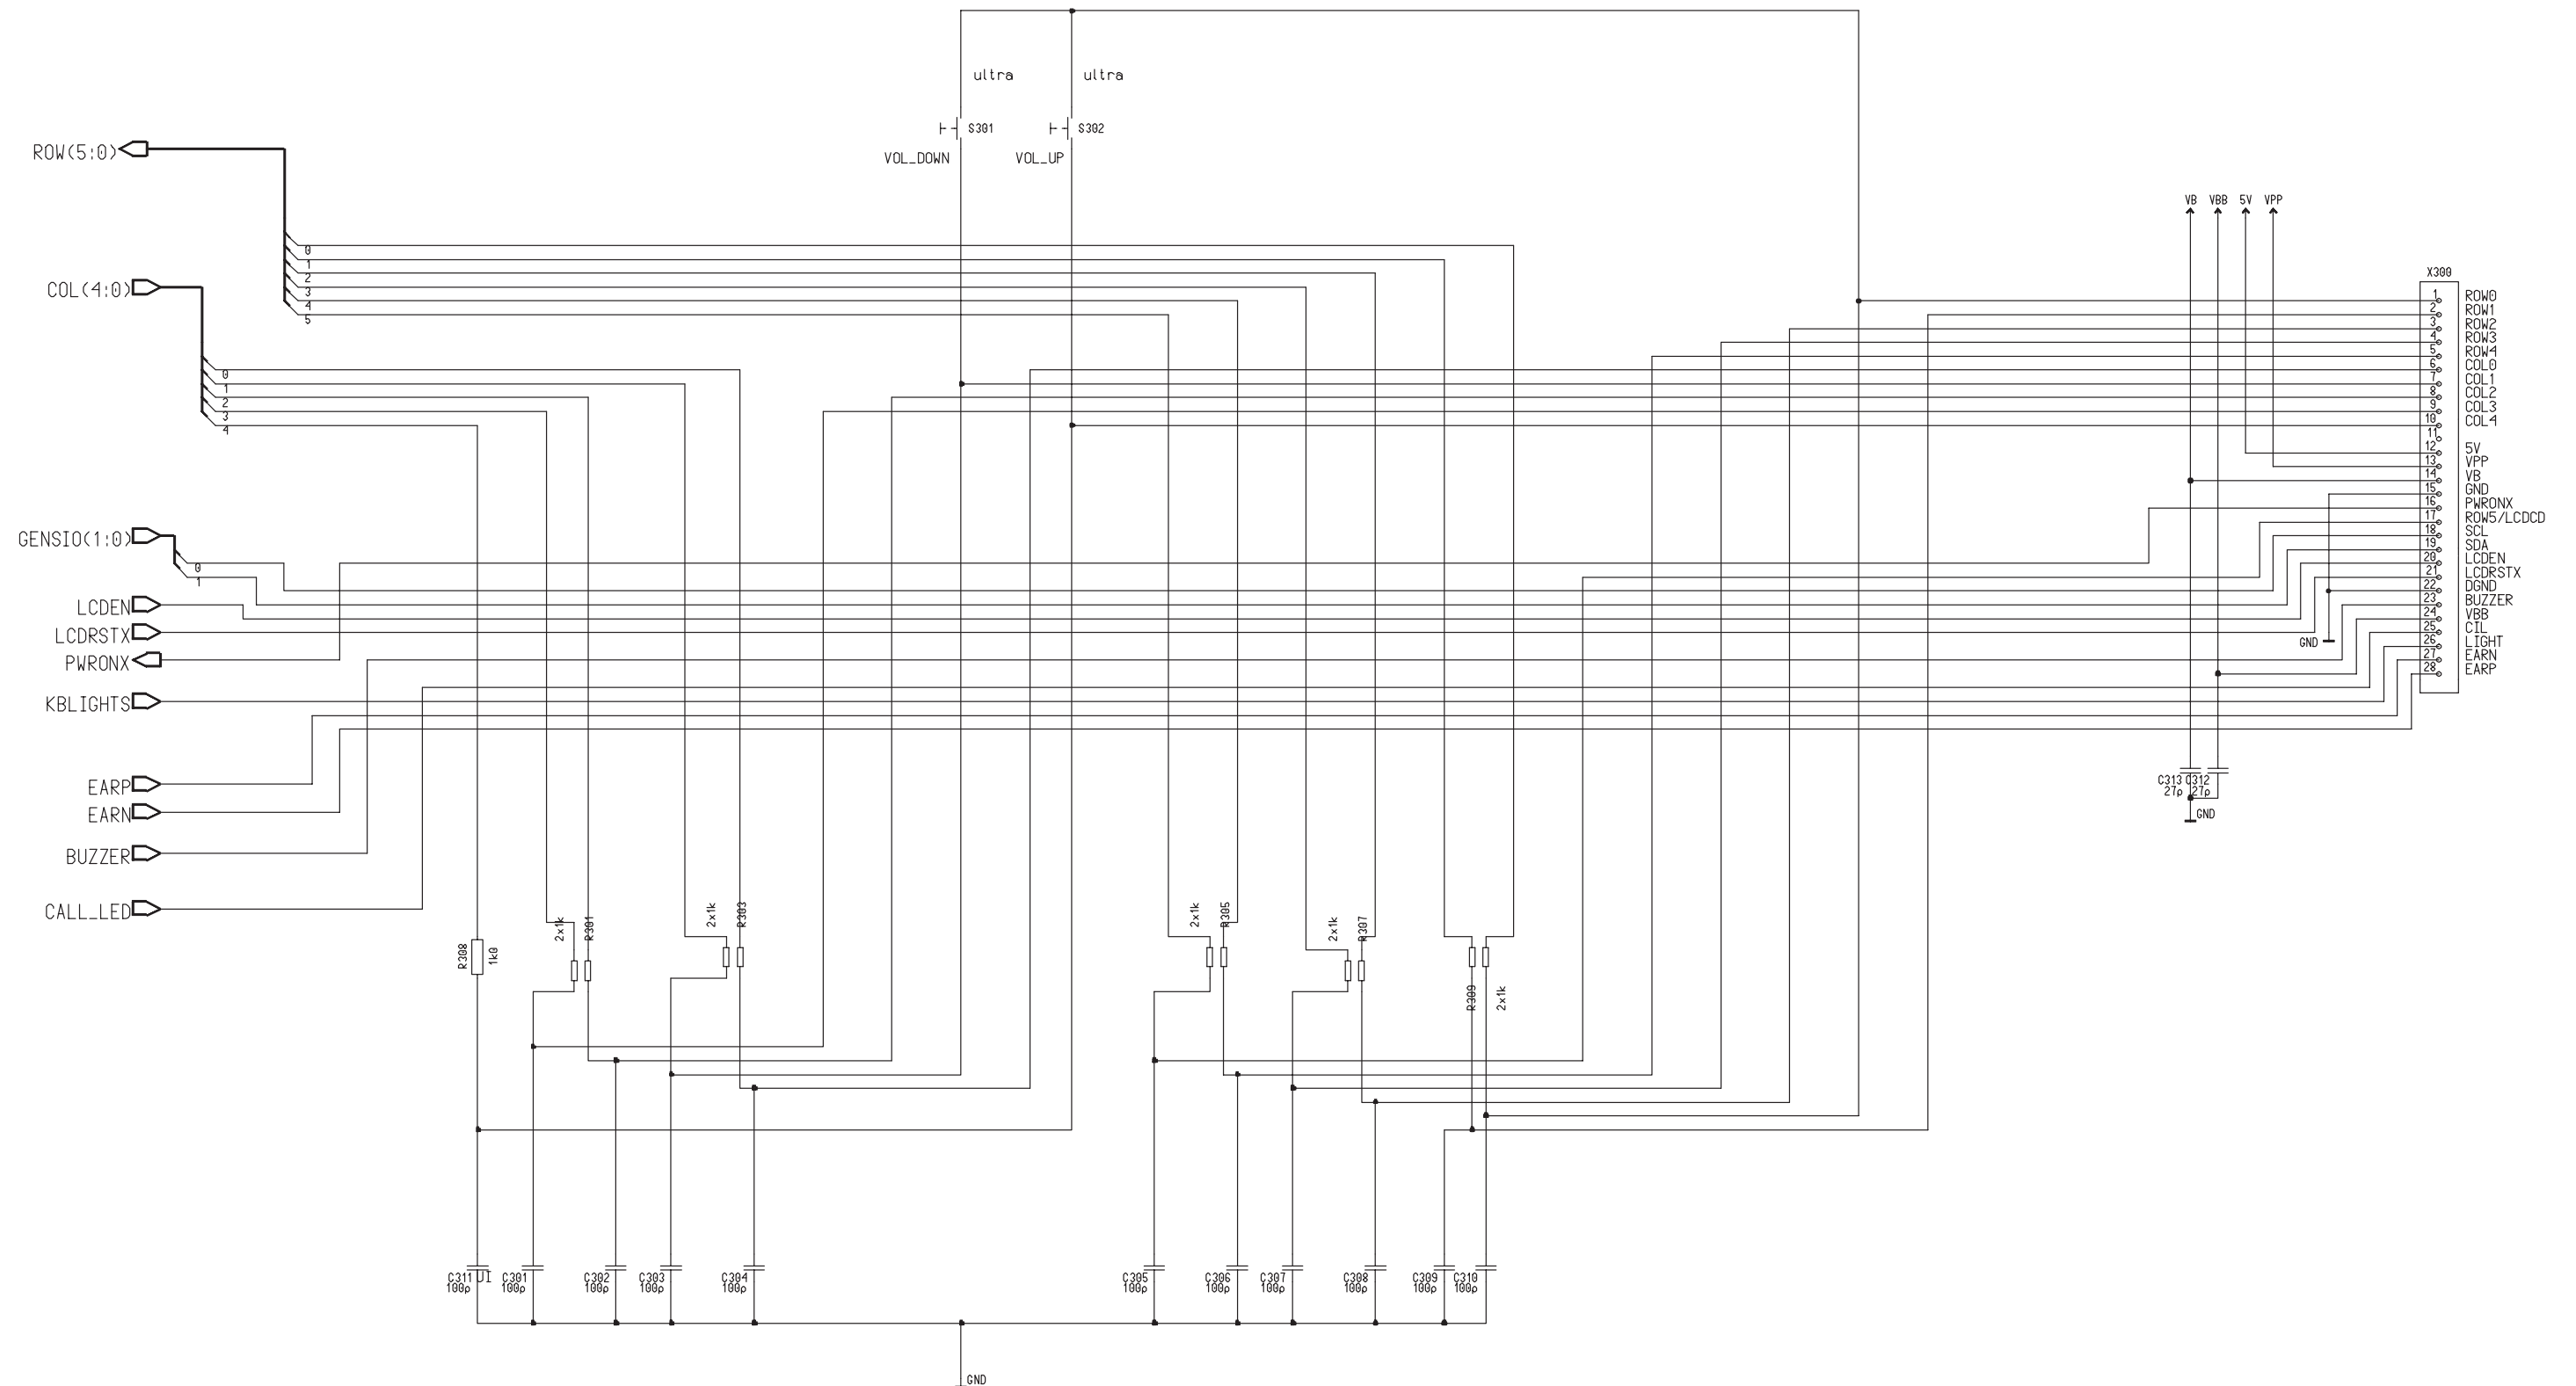 ultra ultra
S301 S302
VOL_DOWN VOL_UP
ROW(5:0)
0
1
2
3
4
5
COL(4:0)
0
1
2
3
4
GENSIO(1:0)
0
1
LCDEN
LCDRSTX
PWRONX
KBLIGHTS
EARP
EARN
BUZZER
CALL_LED
VB VBB 5V VPP
X300
1 ROW0
2 ROW1
3 ROW2
4 ROW3
5 ROW4
6 COL0
7 COL1
8 COL2
9 COL3
10 COL4
11
12 5V
13 VPP
14 VB
15 GND
16 PWRONX
17 ROW5/LCDCD
18 SCL
19 SDA
20 LCDEN
21 LCDRSTX
22 DGND
23 BUZZER
24 VBB
25 CIL
26 LIGHT
27 EARN
28 EARP
GND
C313 C312
27p 27p
GND
R308 1k0
2x1k R301
2x1k R303
2x1k R305
2x1k R307
R309 2x1k
C311 UI C301 C302 C303 C304 C305 C306 C307 C308 C309 C310
100p 100p 100p 100p 100p 100p 100p 100p 100p 100p 100p
GND